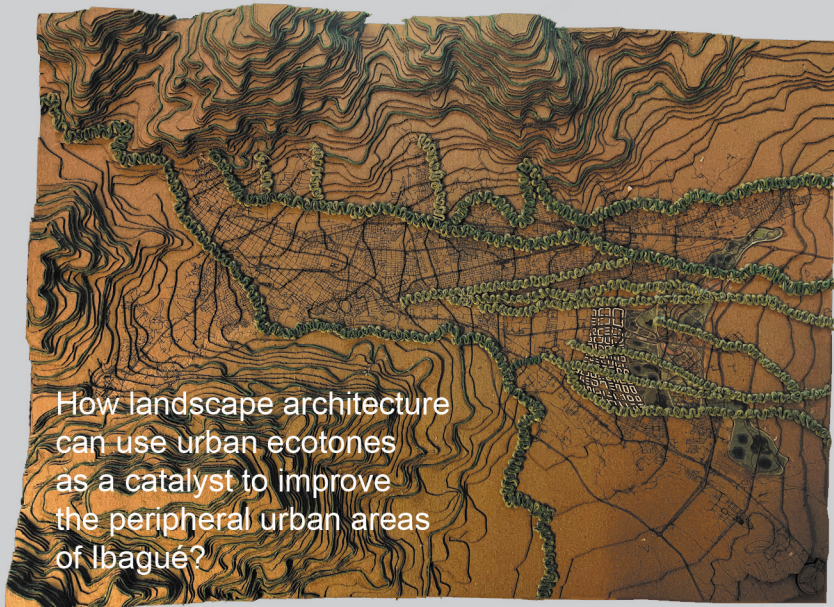 How landscape architecture
can use urban ecotones
as a catalyst to improve
the peripheral urban areas
of Ibagué?